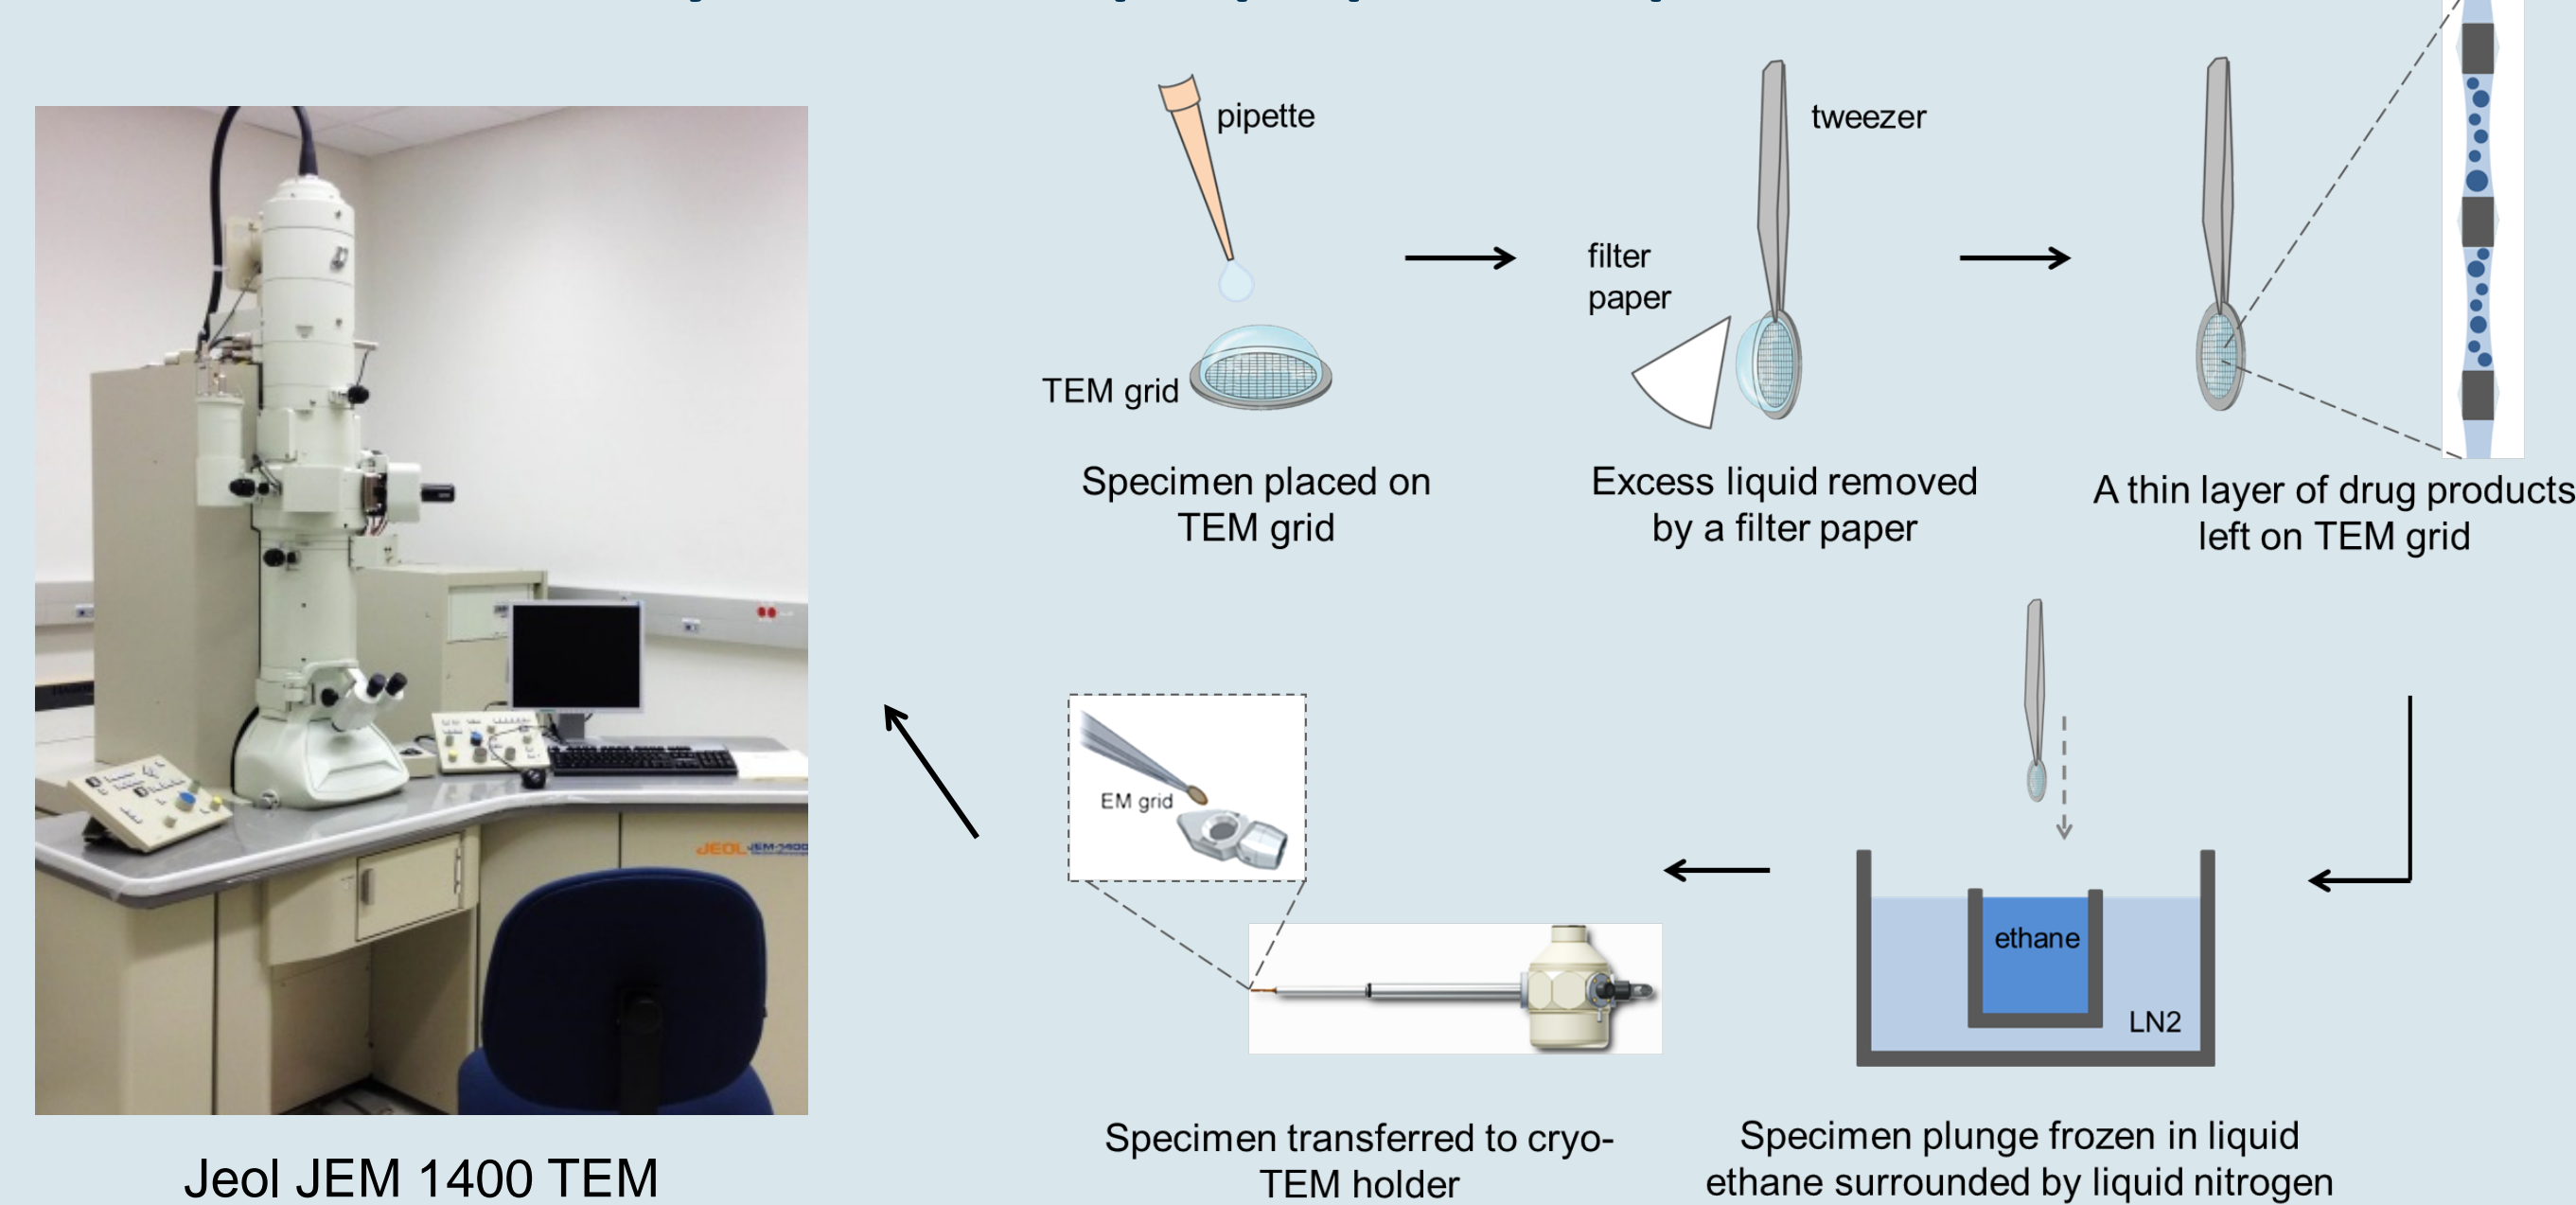 pipette
tweezer
filter
paper
TEM grid
Specimen placed on
TEM grid
Excess liquid removed
by a filter paper
A thin layer of drug products
left on TEM grid
EM grid
ethane
LN2
JEOL JEM-1400
Jeol JEM 1400 TEM
Specimen transferred to cryo-
TEM holder
Specimen plunge frozen in liquid
ethane surrounded by liquid nitrogen